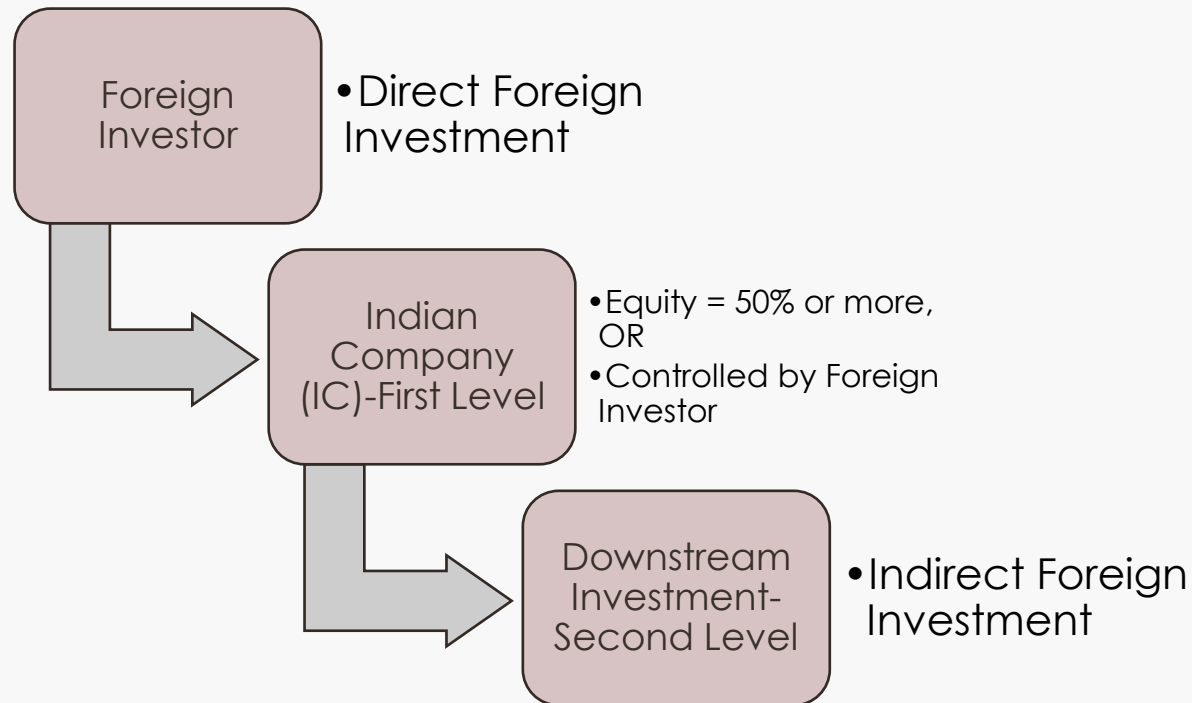 Foreign
Investor
•Direct Foreign
Investment
Indian
Company
(IC)-First Level
•Equity = 50% or more,
OR
•Controlled by Foreign
Investor
Downstream
Investment-
Second Level
•Indirect Foreign
Investment